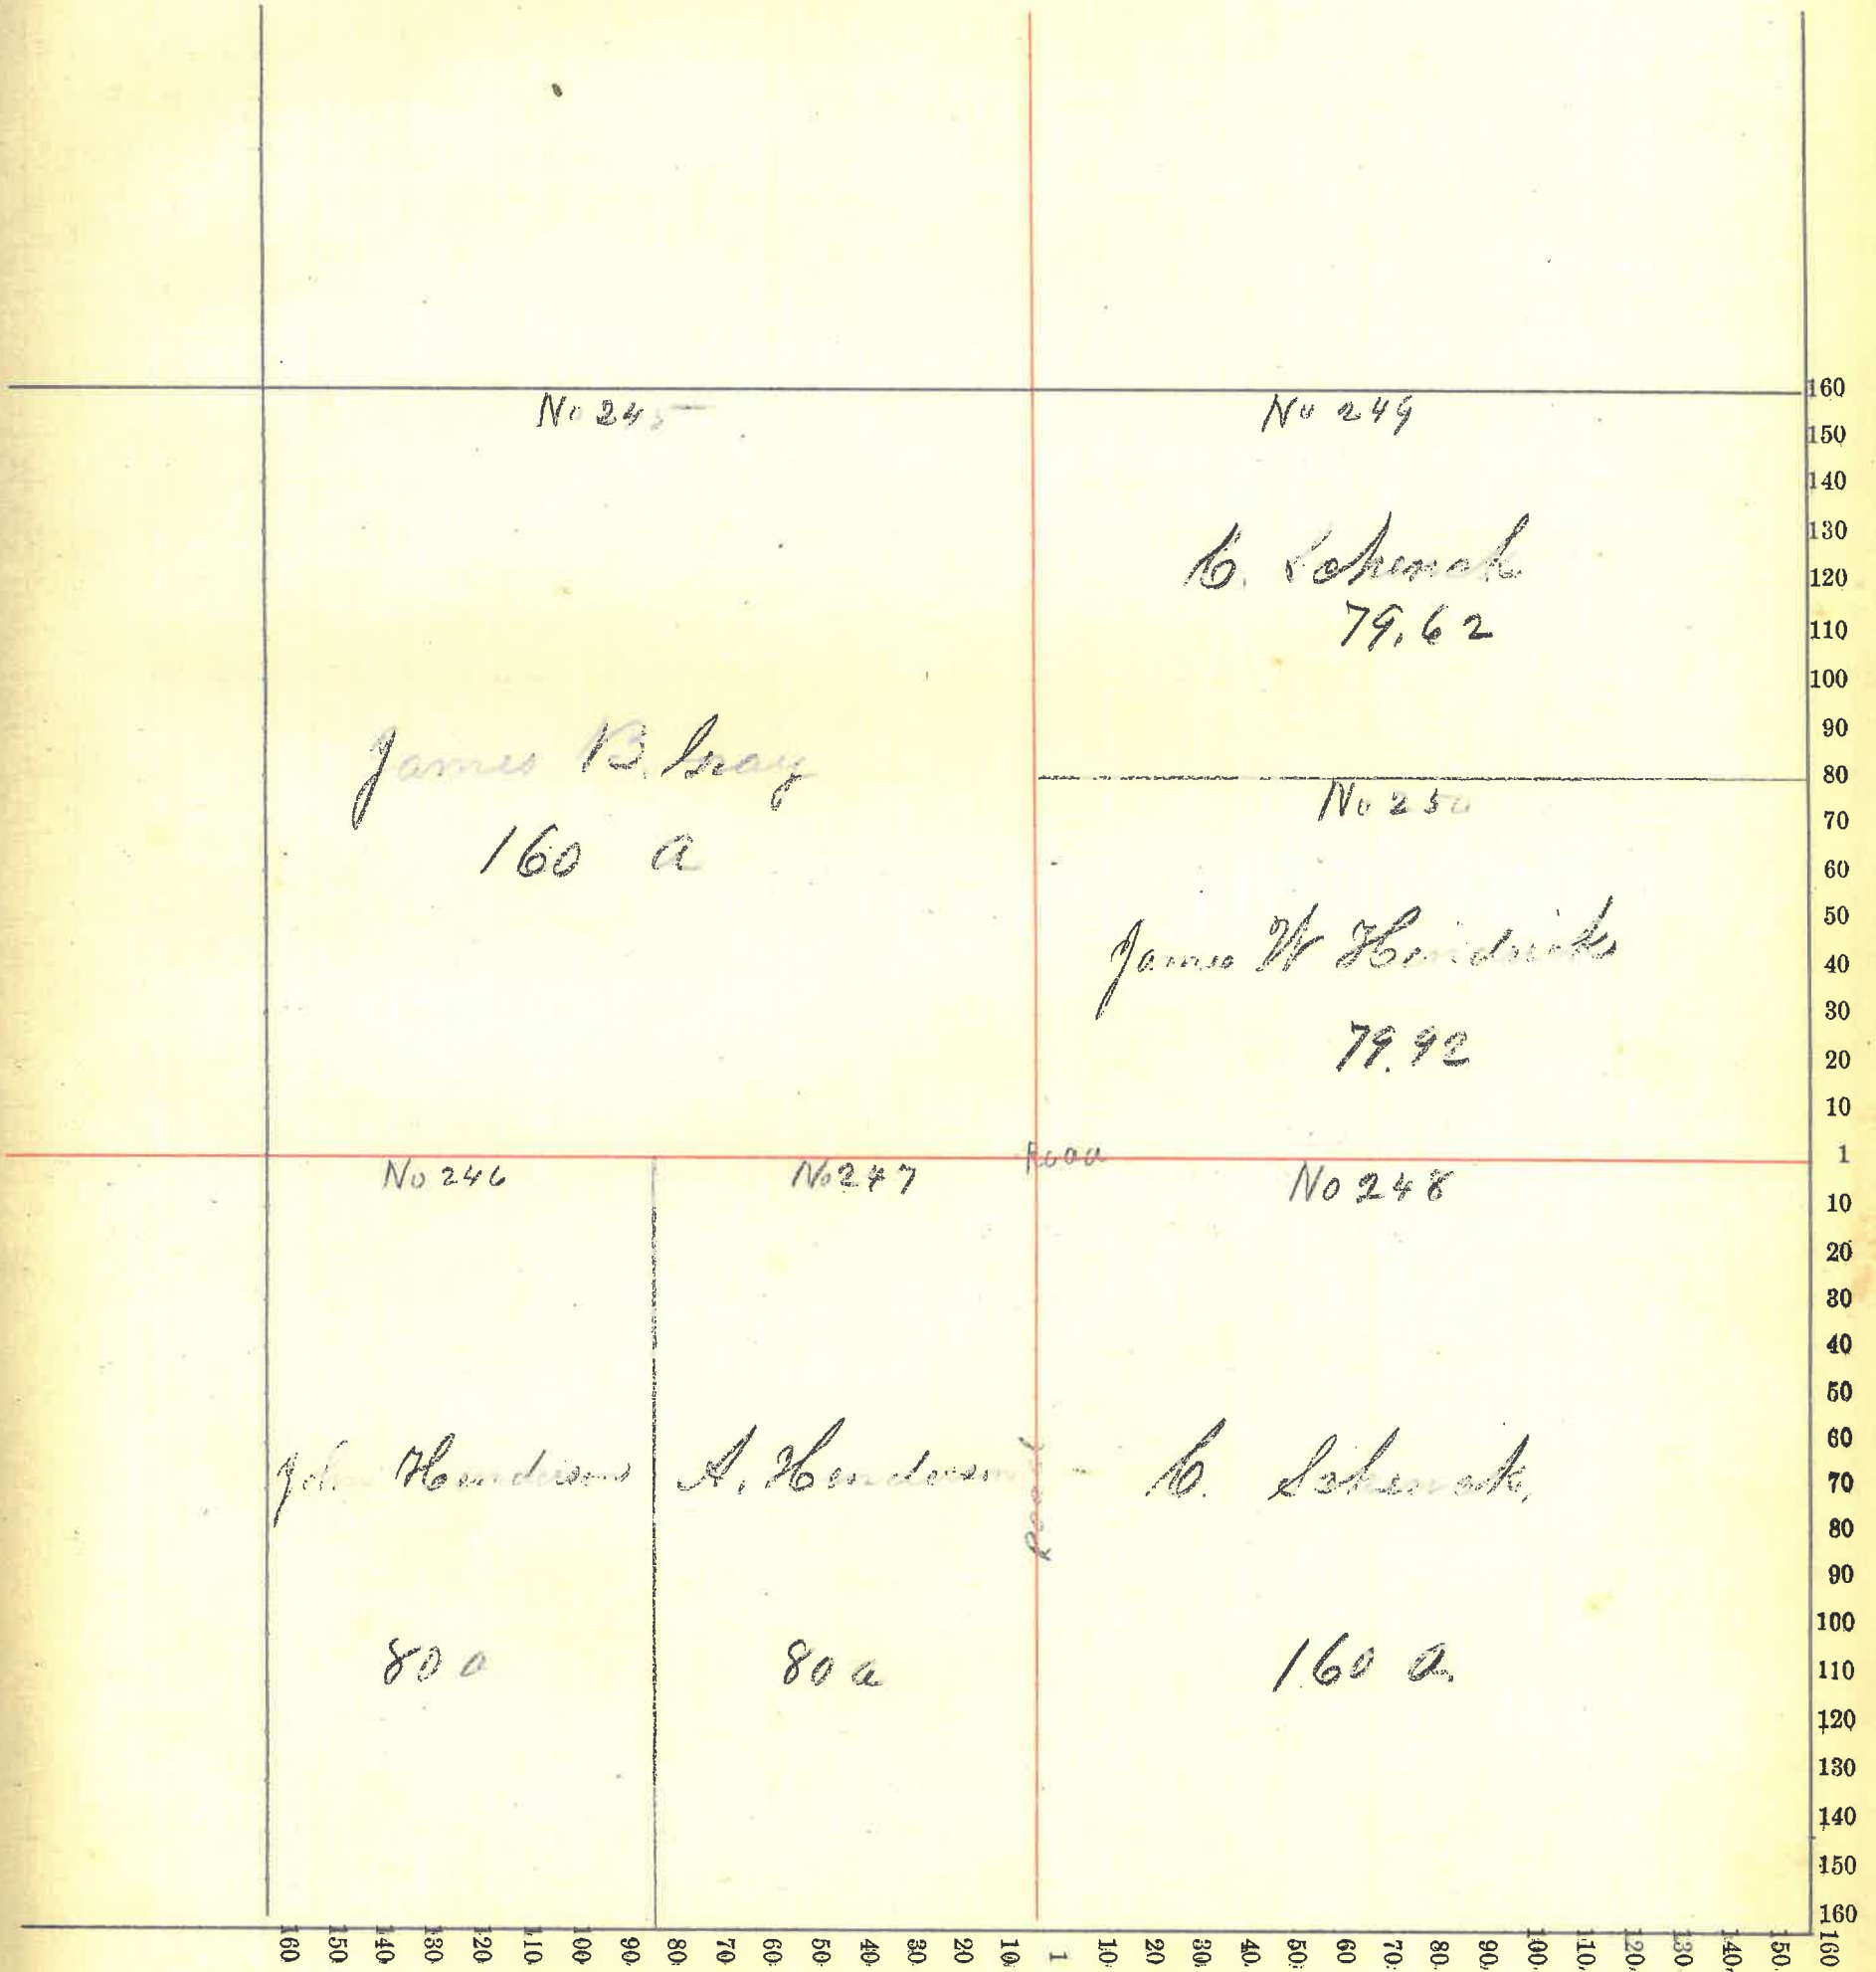 No 245
James B. Gray
160 a
No 249
C. Schenck
79.62
No 250
James W Hendricks
79.92
Road
No 246
John Henderson
80 a
No 247
A. Henderson
80 a
Road
No 248
C. Schenck.
160 a.
160
150
140
130
120
110
100
90
80
70
60
50
40
30
20
10
1
10
20
30
40
50
60
70
80
90
100
110
120
130
140
150
160
160 150 140 130 120 110 100 90 80 70 60 50 40 30 20 10 1 10 20 30 40 50 60 70 80 90 100 110 120 130 140 150 160